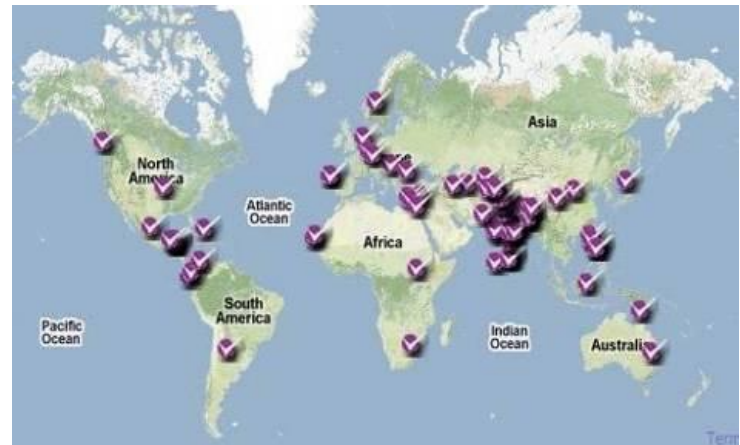 Asia
North
America
Atlantic
Ocean
Africa
South
America
Pacific
Ocean
Indian
Ocean
Australi